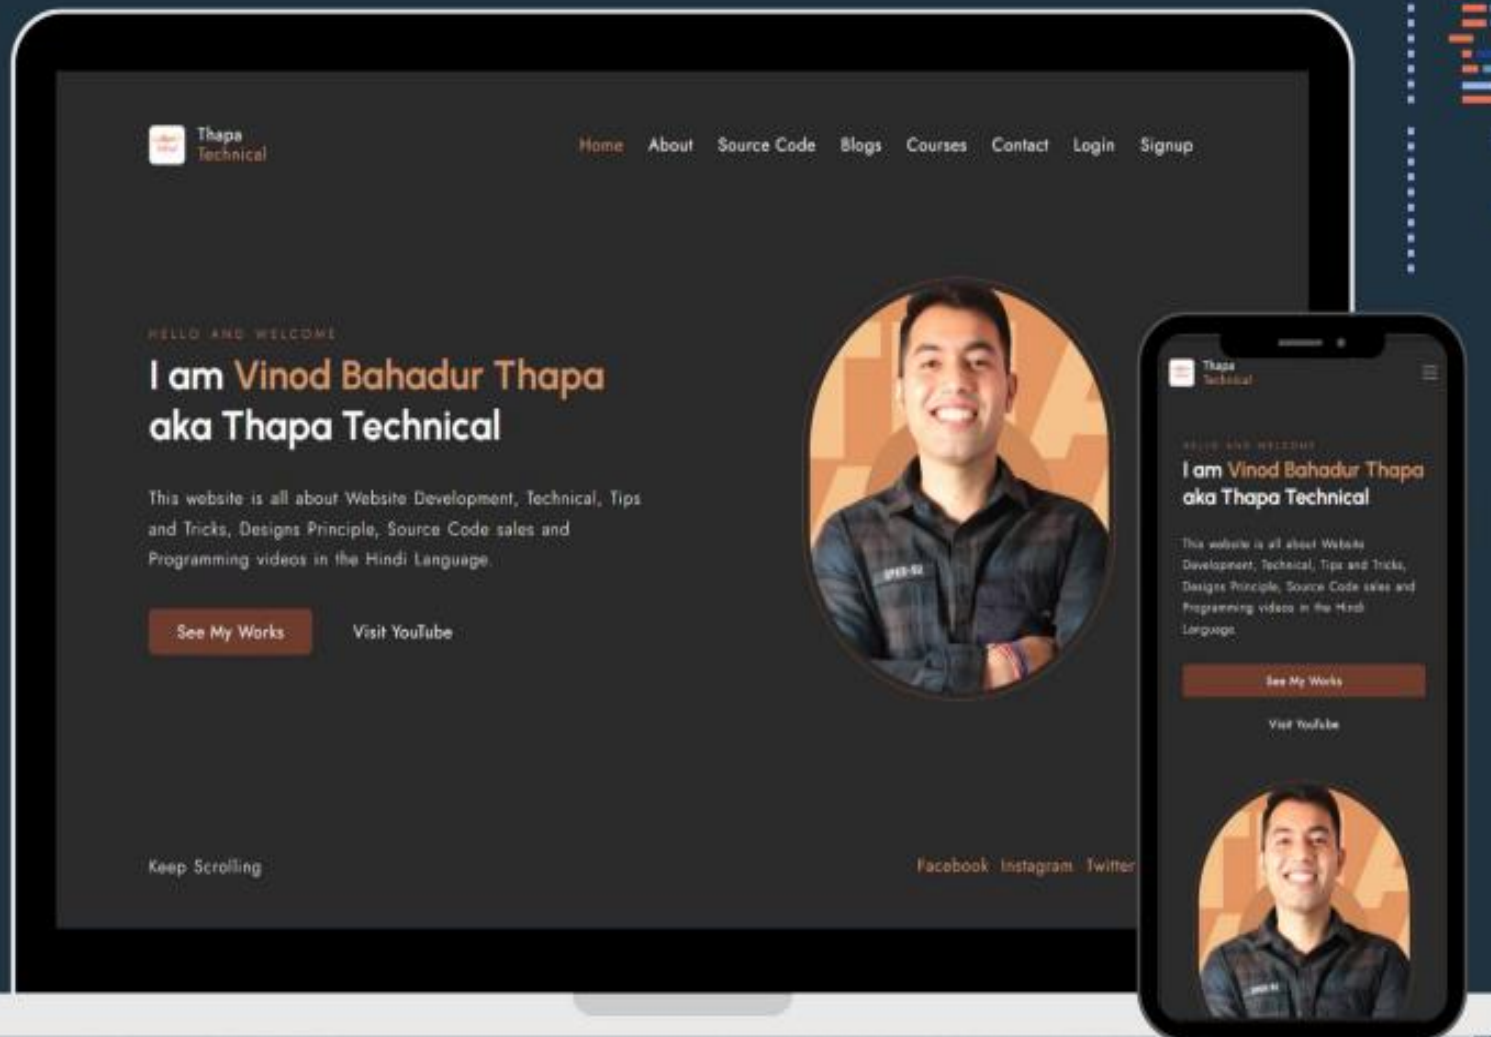 Thapa
Technical
Home About Source Code Blogs Courses Contact Login Signup
HELLO AND WELCOME
I am Vinod Bahadur Thapa
aka Thapa Technical
This website is all about Website Development, Technical, Tips
and Tricks, Designs Principle, Source Code sales and
Programming videos in the Hindi Language.
See My Works Visit YouTube
Keep Scrolling
Facebook Instagram Twitter
Thapa
Technical
HELLO AND WELCOME
I am Vinod Bahadur Thapa
aka Thapa Technical
This website is all about Website
Development, Technical, Tips and Tricks,
Designs Principle, Source Code sales and
Programming videos in the Hindi
Language.
See My Works
Visit YouTube